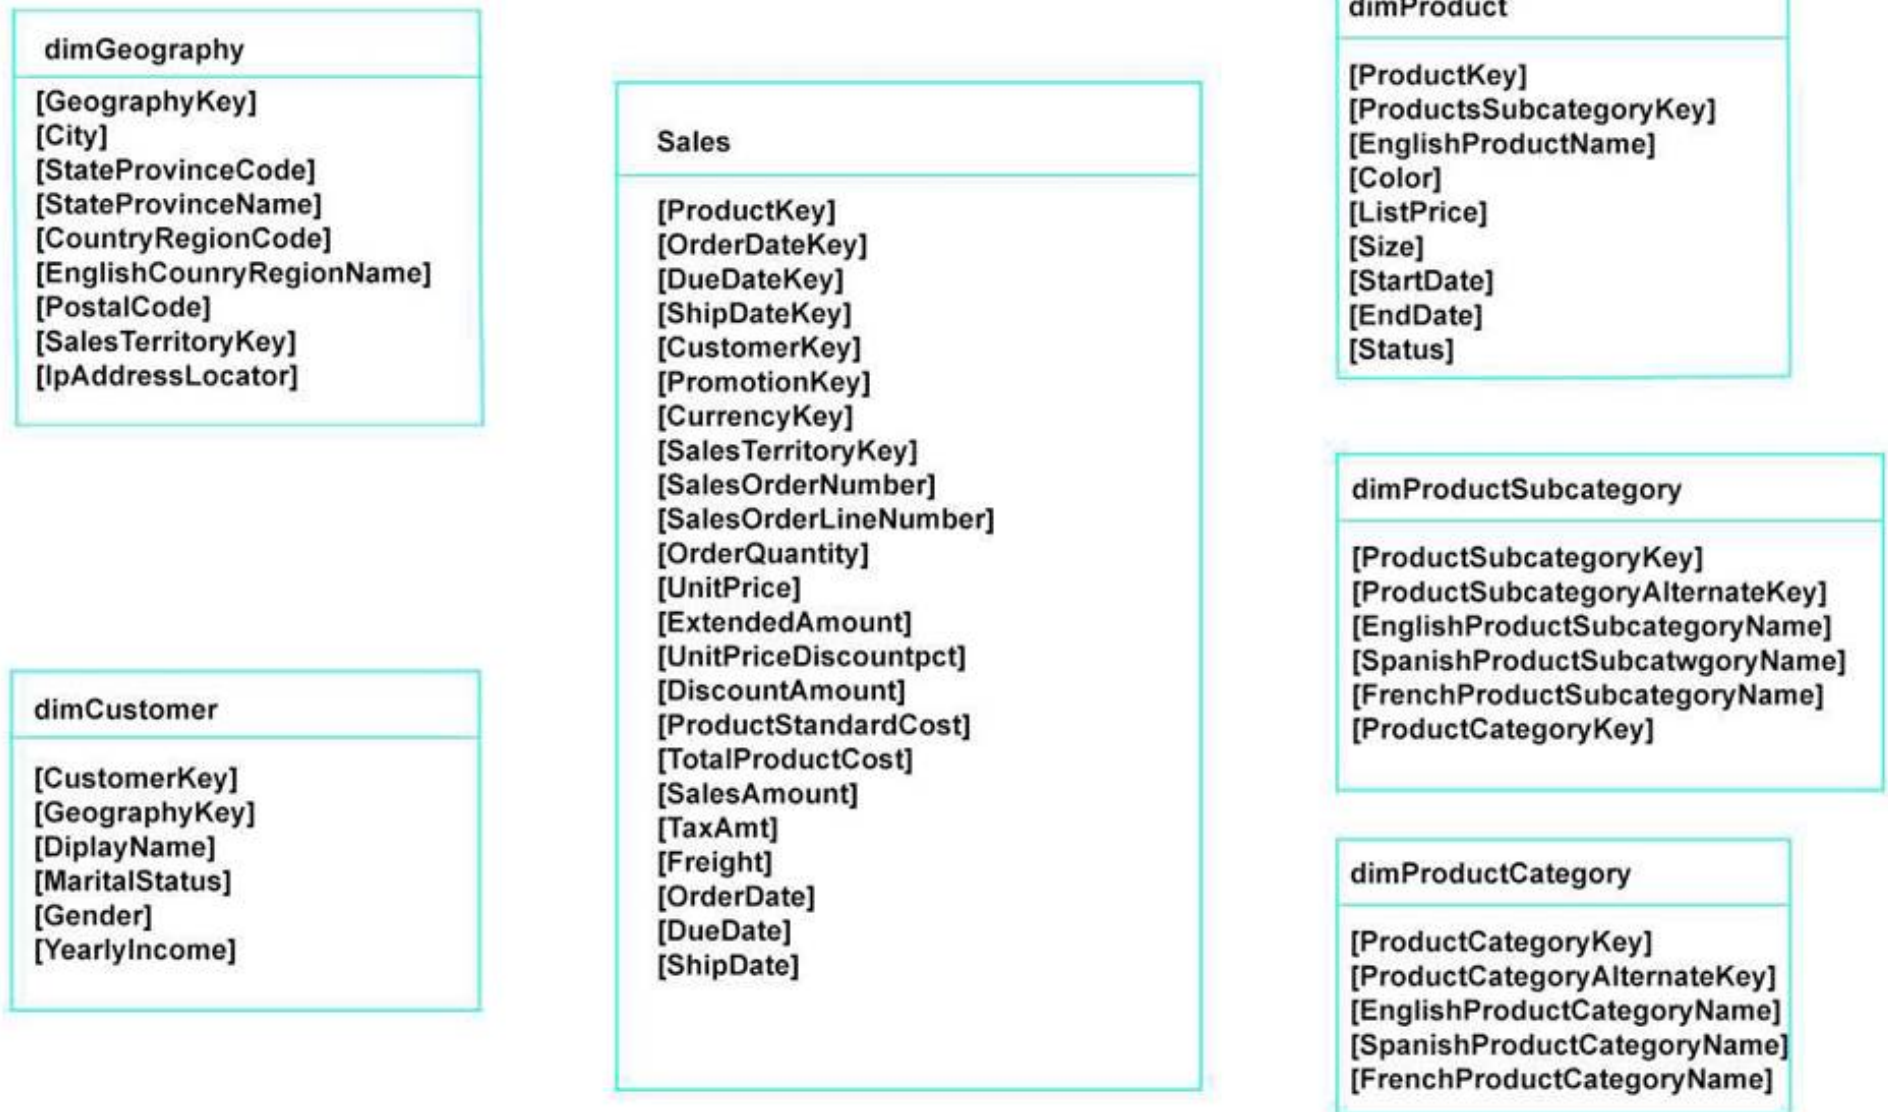 dimGeography
[GeographyKey]
[City]
[StateProvinceCode]
[StateProvinceName]
[CountryRegionCode]
[EnglishCounryRegionName]
[PostalCode]
[SalesTerritoryKey]
[IpAddressLocator]
dimCustomer
[CustomerKey]
[GeographyKey]
[DiplayName]
[MaritalStatus]
[Gender]
[YearlyIncome]
Sales
[ProductKey]
[OrderDateKey]
[DueDateKey]
[ShipDateKey]
[CustomerKey]
[PromotionKey]
[CurrencyKey]
[SalesTerritoryKey]
[SalesOrderNumber]
[SalesOrderLineNumber]
[OrderQuantity]
[UnitPrice]
[ExtendedAmount]
[UnitPriceDiscountpct]
[DiscountAmount]
[ProductStandardCost]
[TotalProductCost]
[SalesAmount]
[TaxAmt]
[Freight]
[OrderDate]
[DueDate]
[ShipDate]
dimProduct
[ProductKey]
[ProductsSubcategoryKey]
[EnglishProductName]
[Color]
[ListPrice]
[Size]
[StartDate]
[EndDate]
[Status]
dimProductSubcategory
[ProductSubcategoryKey]
[ProductSubcategoryAlternateKey]
[EnglishProductSubcategoryName]
[SpanishProductSubcatwgoryName]
[FrenchProductSubcategoryName]
[ProductCategoryKey]
dimProductCategory
[ProductCategoryKey]
[ProductCategoryAlternateKey]
[EnglishProductCategoryName]
[SpanishProductCategoryName]
[FrenchProductCategoryName]